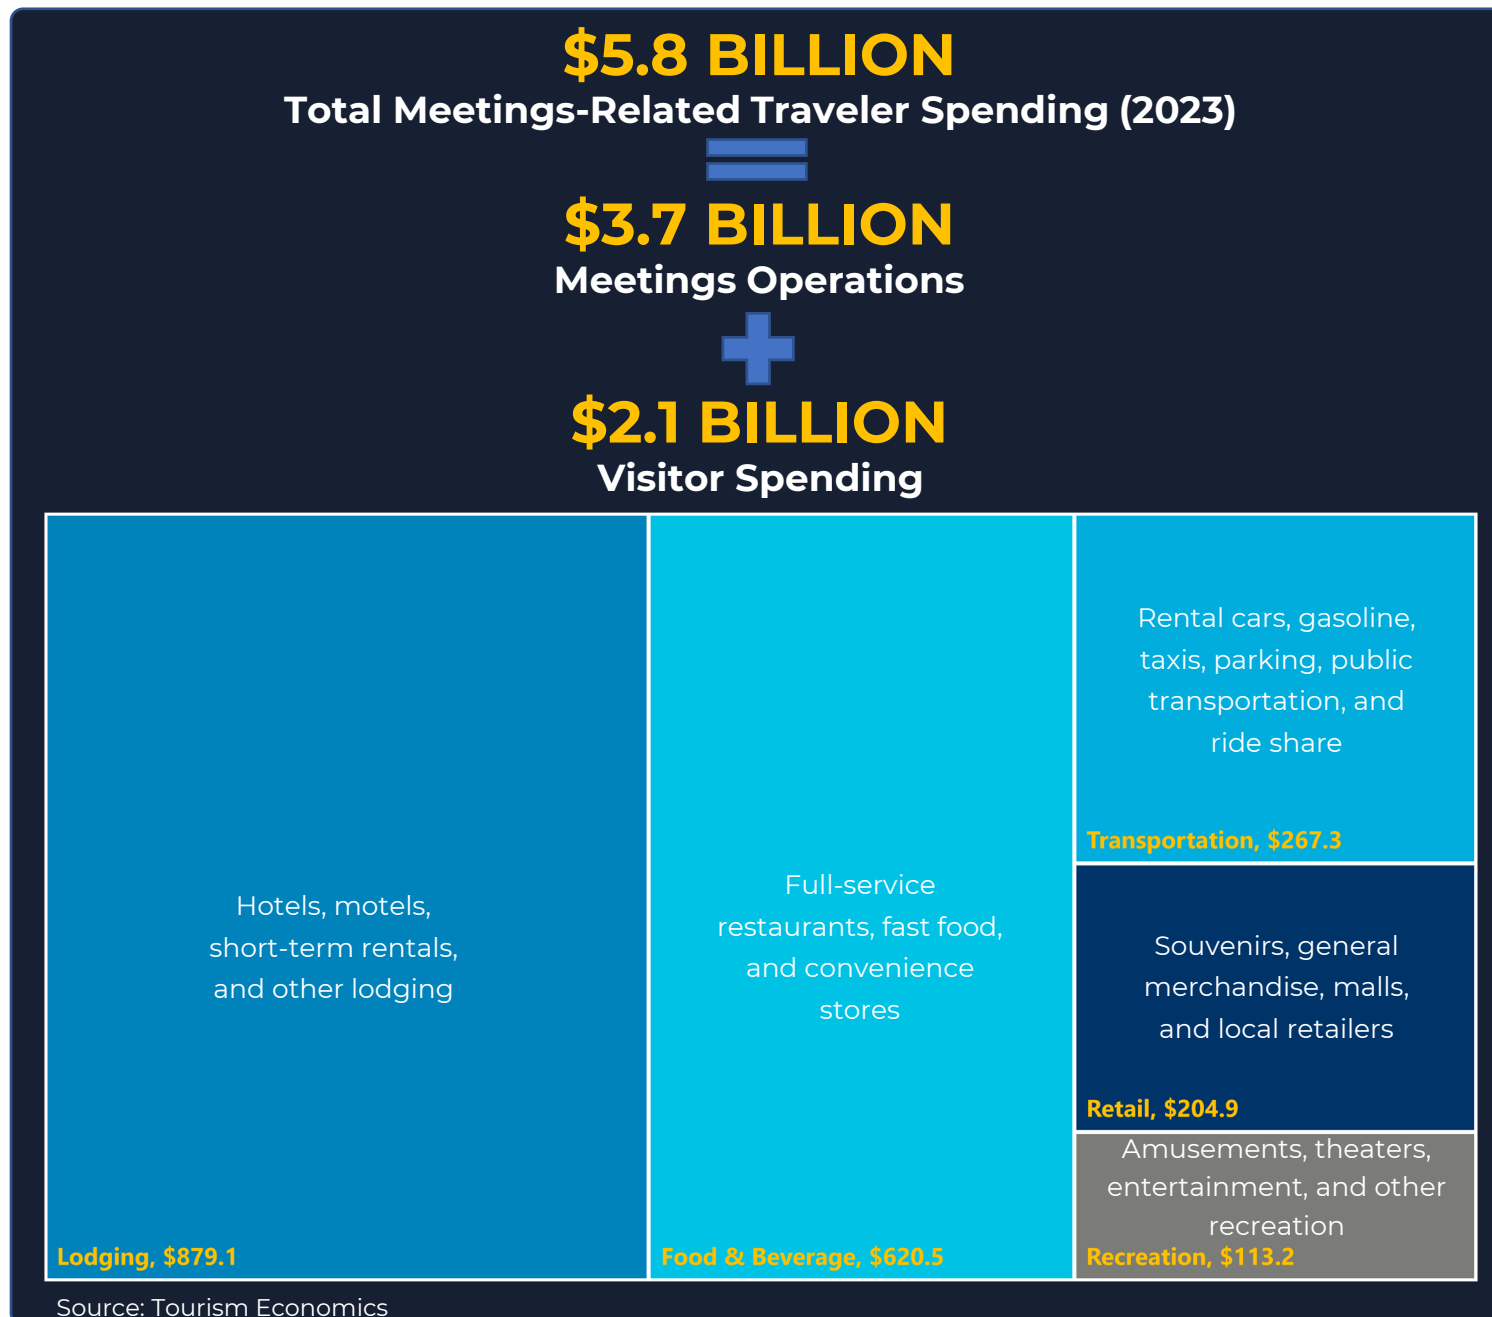 $5.8 BILLION
Total Meetings-Related Traveler Spending (2023)
$3.7 BILLION
Meetings Operations
$2.1 BILLION
Visitor Spending
Hotels, motels,
short-term rentals,
and other lodging
Lodging, $879.1
Full-service
restaurants, fast food,
and convenience
stores
Food & Beverage, $620.5
Rental cars, gasoline,
taxis, parking, public
transportation, and
ride share
Transportation, $267.3
Souvenirs, general
merchandise, malls,
and local retailers
Retail, $204.9
Amusements, theaters,
entertainment, and other
recreation
Recreation, $113.2
Source: Tourism Economics